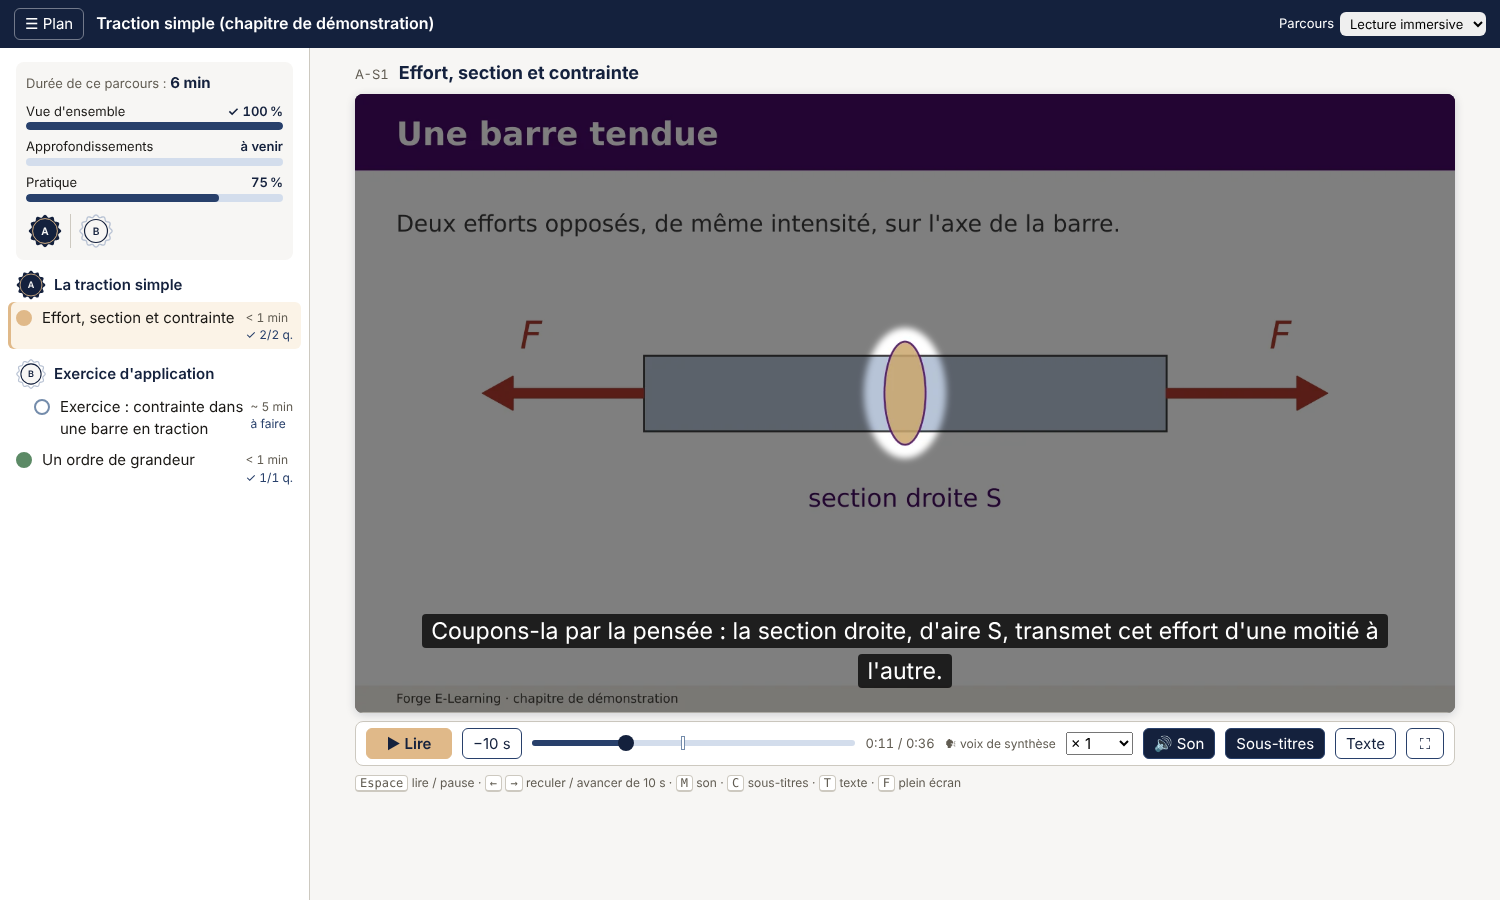 ☰ Plan
Traction simple (chapitre de démonstration)
Parcours
Lecture immersive
Durée de ce parcours : 6 min
Vue d'ensemble ✓ 100 %
Approfondissements à venir
Pratique 75 %
A B
A La traction simple
Effort, section et contrainte < 1 min
✓ 2/2 q.
B Exercice d'application
Exercice : contrainte dans ~ 5 min
une barre en traction à faire
Un ordre de grandeur < 1 min
✓ 1/1 q.
A-S1 Effort, section et contrainte
Une barre tendue
Deux efforts opposés, de même intensité, sur l'axe de la barre.
F F
section droite S
Coupons-la par la pensée : la section droite, d'aire S, transmet cet effort d'une moitié à
l'autre.
Forge E-Learning · chapitre de démonstration
▶ Lire −10 s 0:11 / 0:36 voix de synthèse × 1 Son Sous-titres Texte
Espace lire / pause · ← → reculer / avancer de 10 s · M son · C sous-titres · T texte · F plein écran